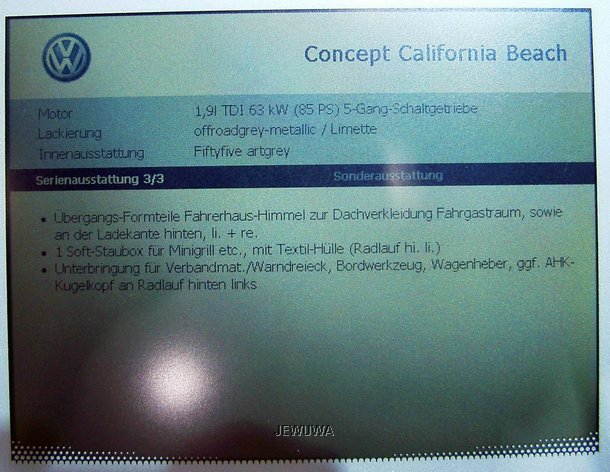 Concept California Beach
Motor 1,9l TDI 63 kW (85 PS) 5-Gang-Schaltgetriebe
Lackierung offroadgrey-metallic / Limette
Innenausstattung Fiftyfive artgrey
Serienausstattung 3/3 Sonderausstattung
• Übergangs-Formteile Fahrerhaus-Himmel zur Dachverkleidung Fahrgastraum, sowie
an der Ladekante hinten, li. + re.
• 1 Soft-Staubox für Minigrill etc., mit Textil-Hülle (Radlauf hi. li.)
• Unterbringung für Verbandmat./Warndreieck, Bordwerkzeug, Wagenheber, ggf. AHK-
Kugelkopf an Radlauf hinten links
JEWUWA